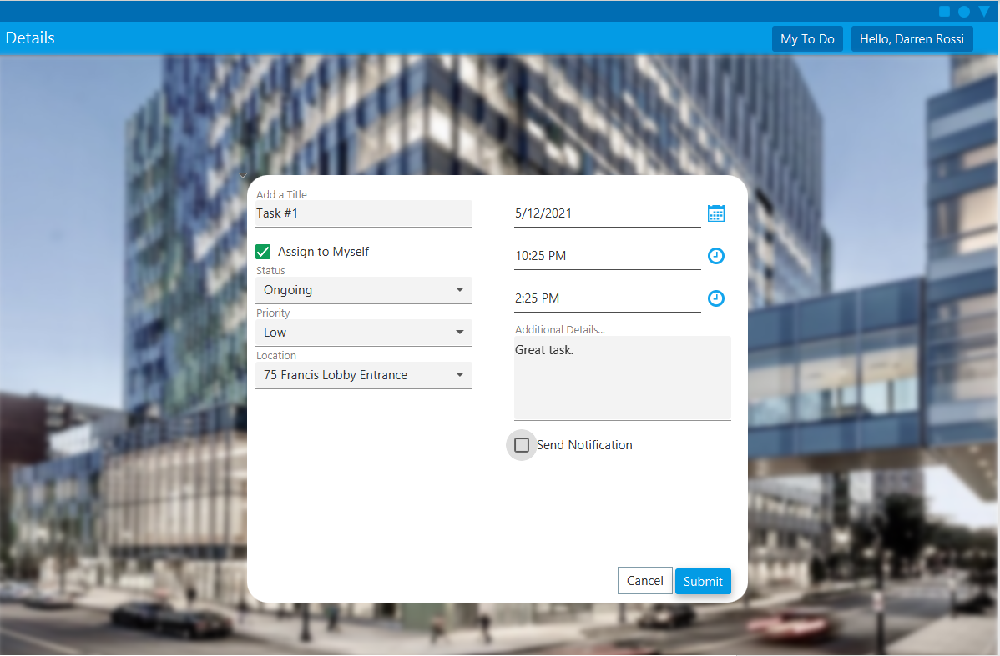 Details
My To Do
Hello, Darren Rossi
Add a Title
Task #1
Assign to Myself
Status
Ongoing
Priority
Low
Location
75 Francis Lobby Entrance
5/12/2021
10:25 PM
2:25 PM
Additional Details...
Great task.
Send Notification
Cancel
Submit